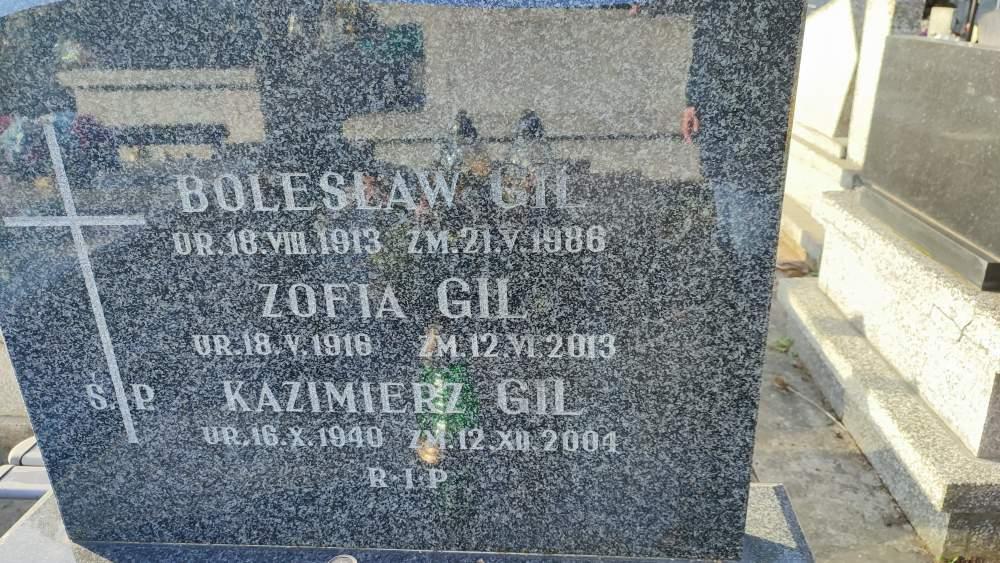 BOLESŁAW GIL
UR. 18. VIII. 1913 ZM. 21. V. 1986
ZOFIA GIL
UR. 18. V. 1916 ZM. 12. VI. 2013
Ś.P. KAZIMIERZ GIL
UR. 16. X. 1940 ZM. 12. XII. 2004
R·I·P